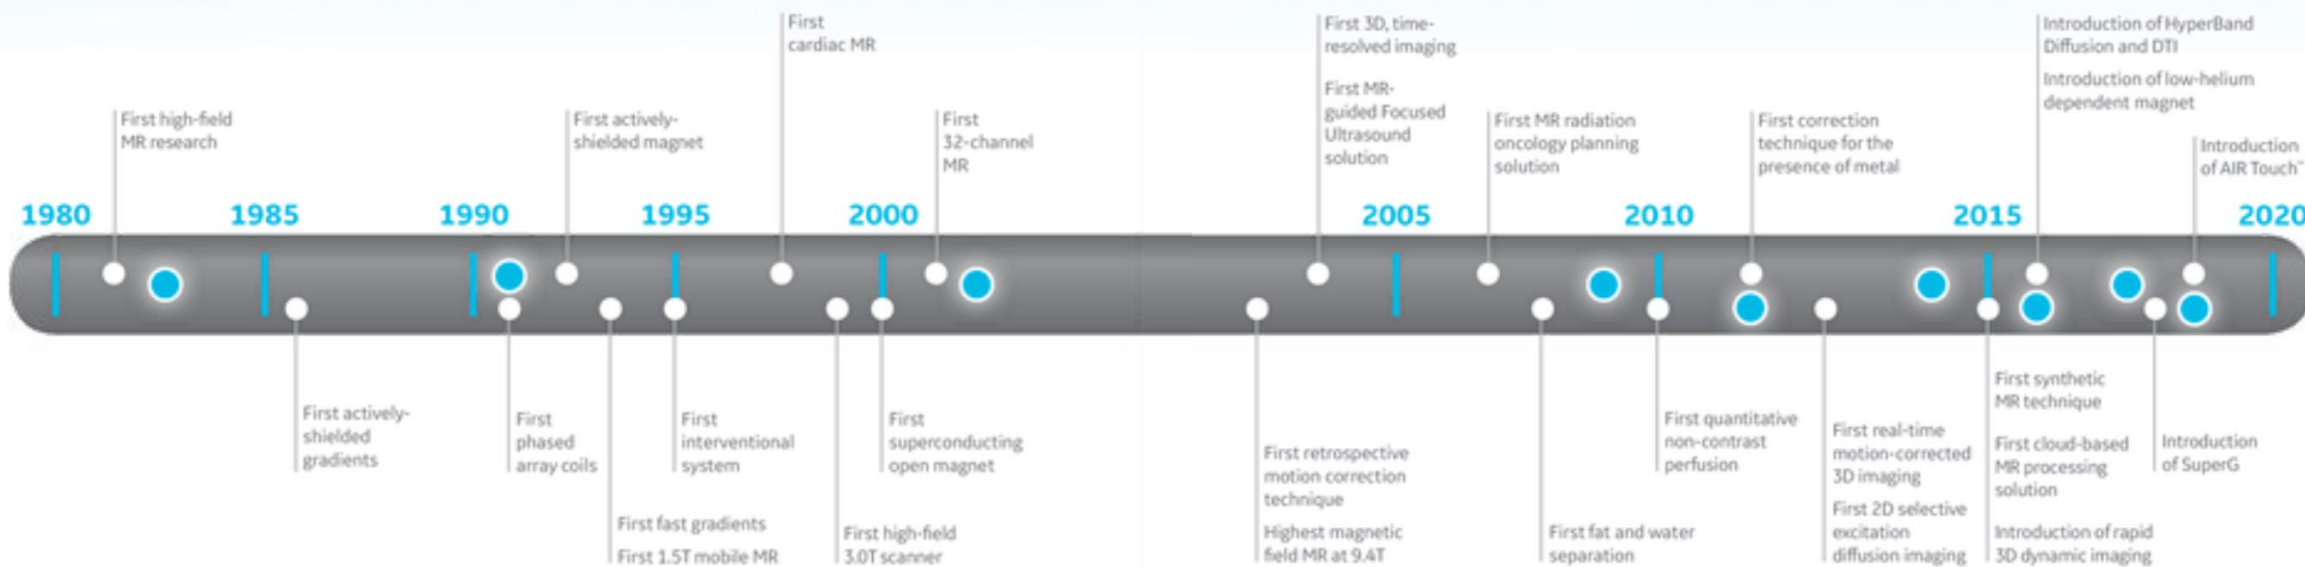 First
cardiac MR
First 3D, time-
resolved imaging
First MR-
guided Focused
Ultrasound
solution
Introduction of HyperBand
Diffusion and DTI
Introduction of low-helium
dependent magnet
First high-field
MR research
First actively-
shielded magnet
First
32-channel
MR
First MR radiation
oncology planning
solution
First correction
technique for the
presence of metal
Introduction
of AIR Touch™
1980
1985
1990
1995
2000
2005
2010
2015
2020
First actively-
shielded
gradients
First
phased
array coils
First fast gradients
First 1.5T mobile MR
First
interventional
system
First high-field
3.0T scanner
First
superconducting
open magnet
First retrospective
motion correction
technique
Highest magnetic
field MR at 9.4T
First fat and water
separation
First quantitative
non-contrast
perfusion
First real-time
motion-corrected
3D imaging
First 2D selective
excitation
diffusion imaging
First synthetic
MR technique
First cloud-based
MR processing
solution
Introduction of rapid
3D dynamic imaging
Introduction
of SuperG